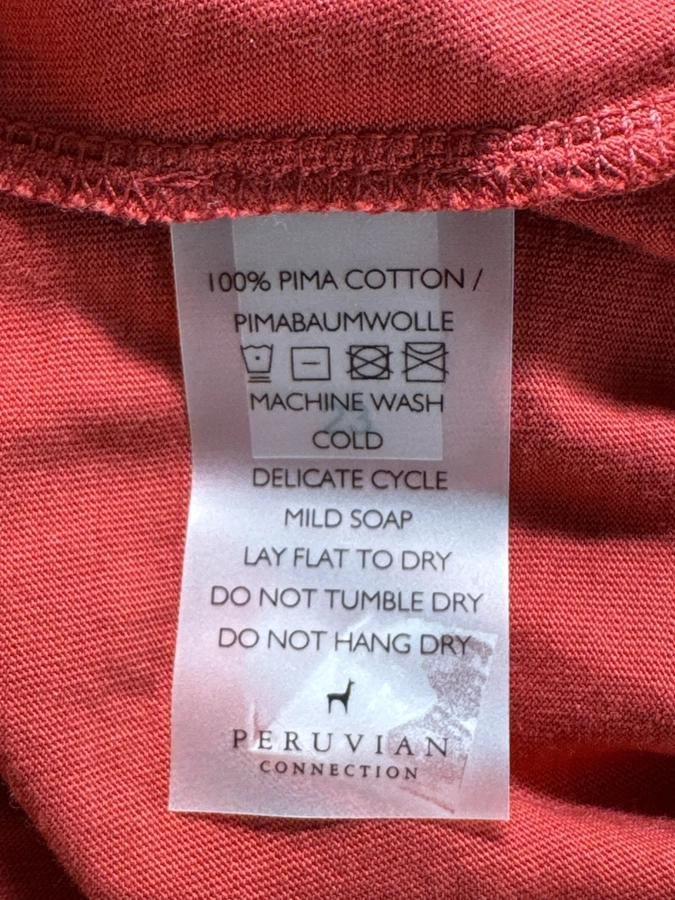 100% PIMA COTTON /
PIMABAUMWOLLE
MACHINE WASH
COLD
DELICATE CYCLE
MILD SOAP
LAY FLAT TO DRY
DO NOT TUMBLE DRY
DO NOT HANG DRY
PERUVIAN
CONNECTION